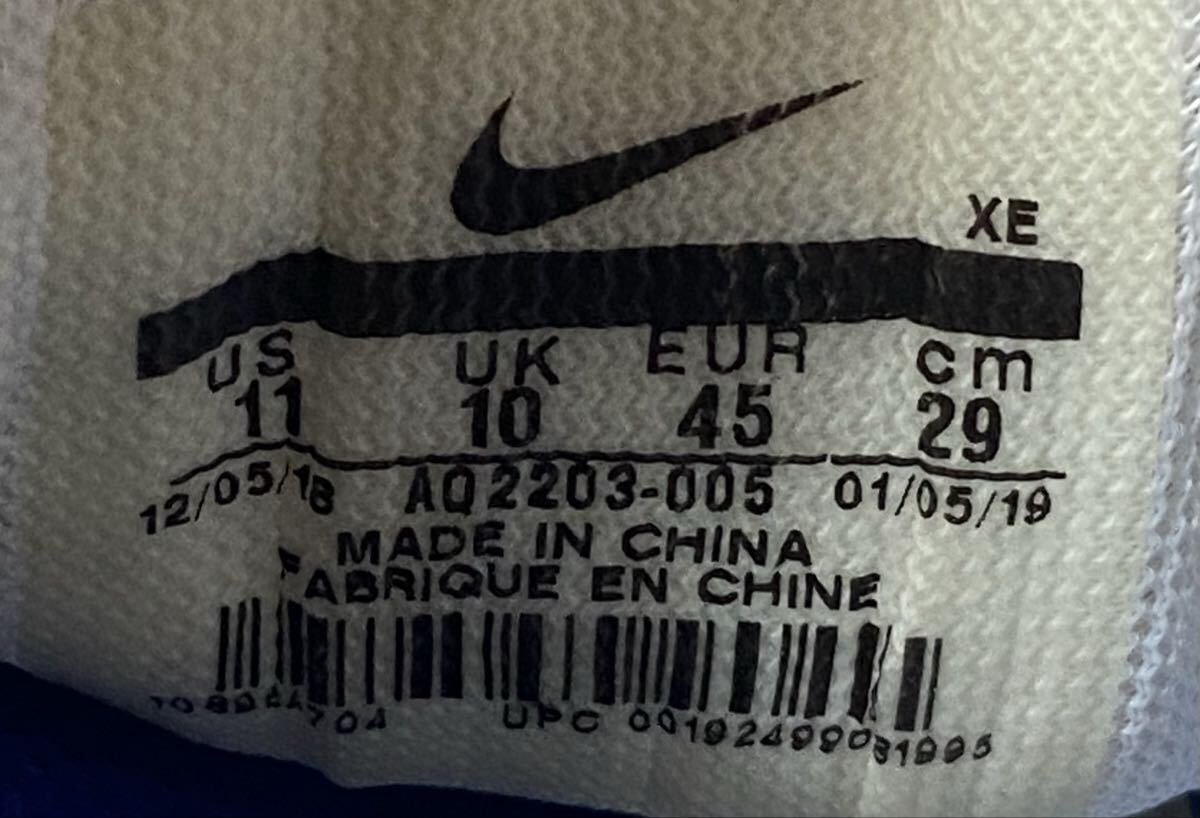 XE
US UK EUR cm
11 10 45 29
12/05/18 AQ2203-005 01/05/19
MADE IN CHINA
FABRIQUE EN CHINE
UPC 00192499081995